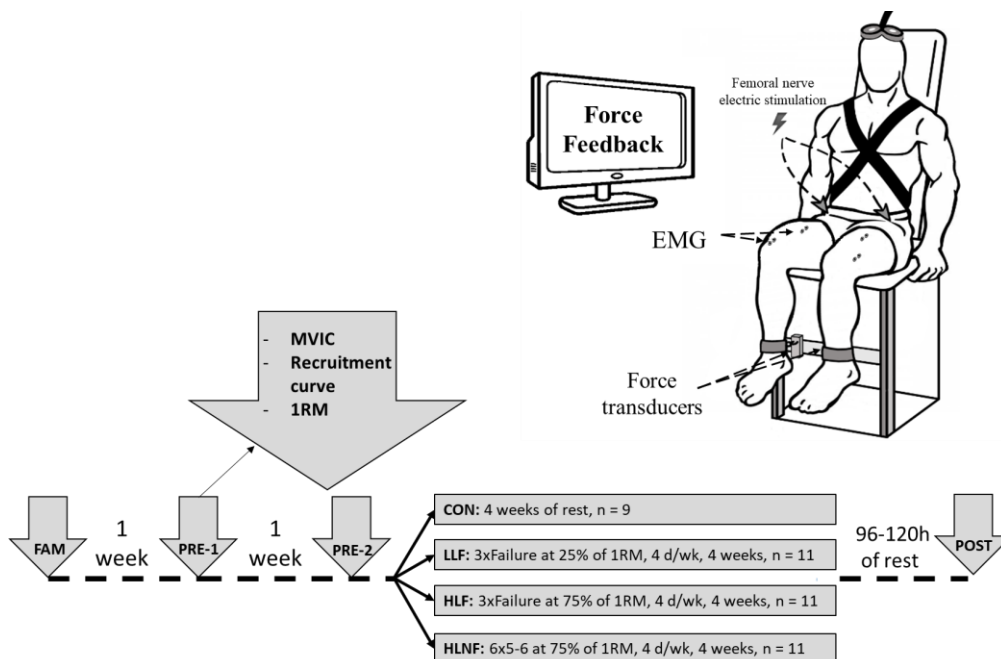 Force
Feedback
Femoral nerve
electric stimulation
EMG
Force
transducers
- MVIC
- Recruitment
curve
- 1RM
FAM
1
week
PRE-1
1
week
PRE-2
CON: 4 weeks of rest, n = 9
LLF: 3xFailure at 25% of 1RM, 4 d/wk, 4 weeks, n = 11
HLF: 3xFailure at 75% of 1RM, 4 d/wk, 4 weeks, n = 11
HLNF: 6x5-6 at 75% of 1RM, 4 d/wk, 4 weeks, n = 11
96-120h
of rest
POST